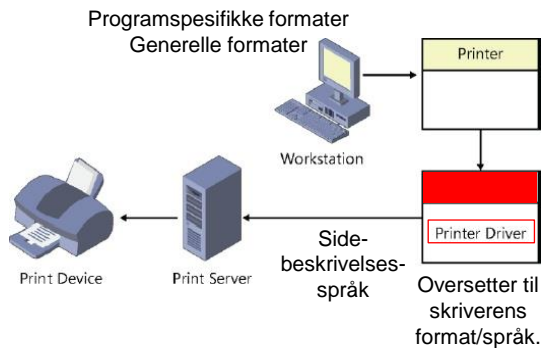 Programspesifikke formater
Generelle formater
Printer
Workstation
Printer Driver
Side-
beskrivelses-
språk
Print Device
Print Server
Oversetter til
skriverens
format/språk.